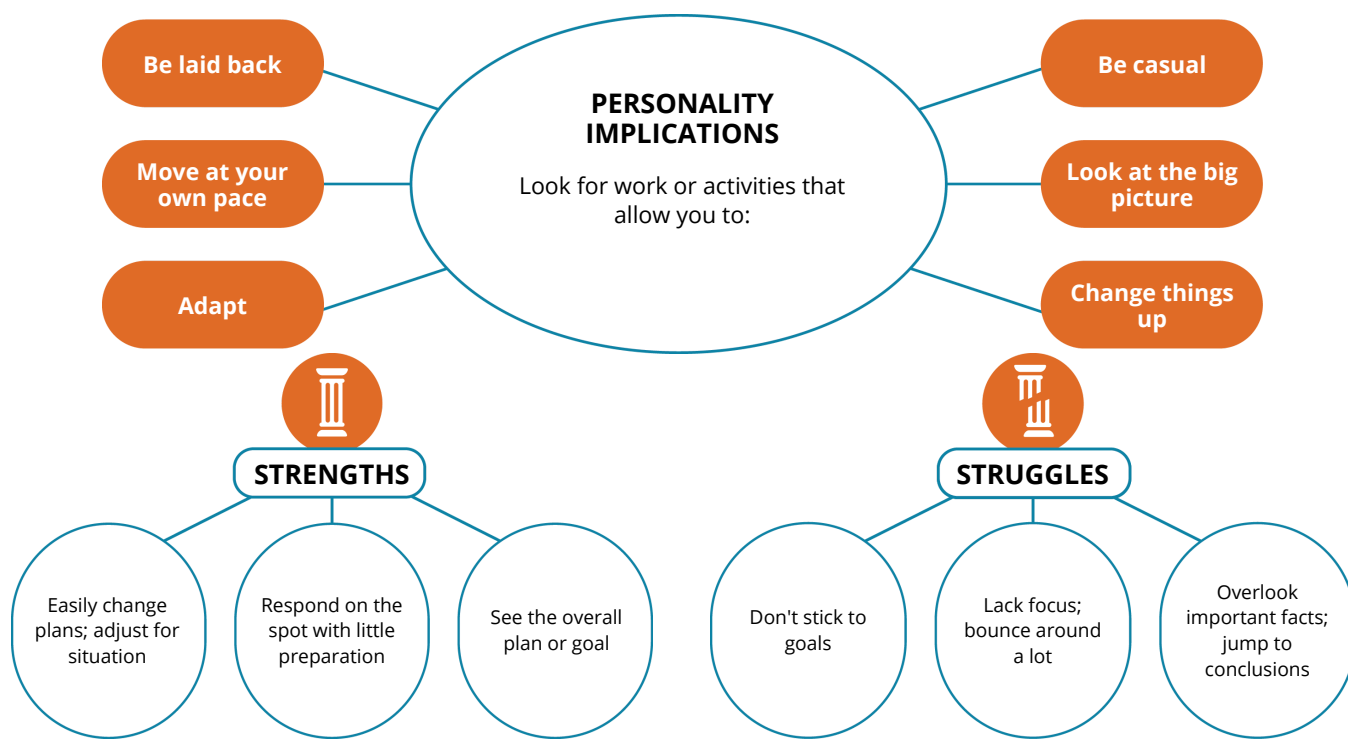 Be laid back
Move at your
own pace
Adapt
PERSONALITY
IMPLICATIONS
Look for work or activities that
allow you to:
Be casual
Look at the big
picture
Change things
up
STRENGTHS
Easily change
plans; adjust for
situation
Respond on the
spot with little
preparation
See the overall
plan or goal
STRUGGLES
Don't stick to
goals
Lack focus;
bounce around
a lot
Overlook
important facts;
jump to
conclusions